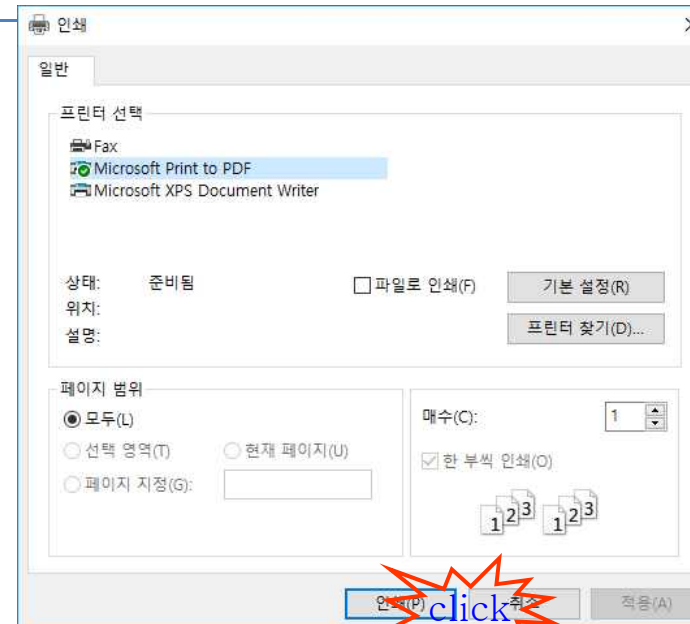 인쇄
일반
프린터 선택
Fax
Microsoft Print to PDF
Microsoft XPS Document Writer
상태: 준비됨 파일로 인쇄(F) 기본 설정(R)
위치:
설명: 프린터 찾기(D)...
페이지 범위
모두(L) 매수(C): 1
선택 영역(T) 현재 페이지(U) 한 부씩 인쇄(O)
페이지 지정(G):
1 2 3 1 2 3
인쇄(P) click 취소 적용(A)